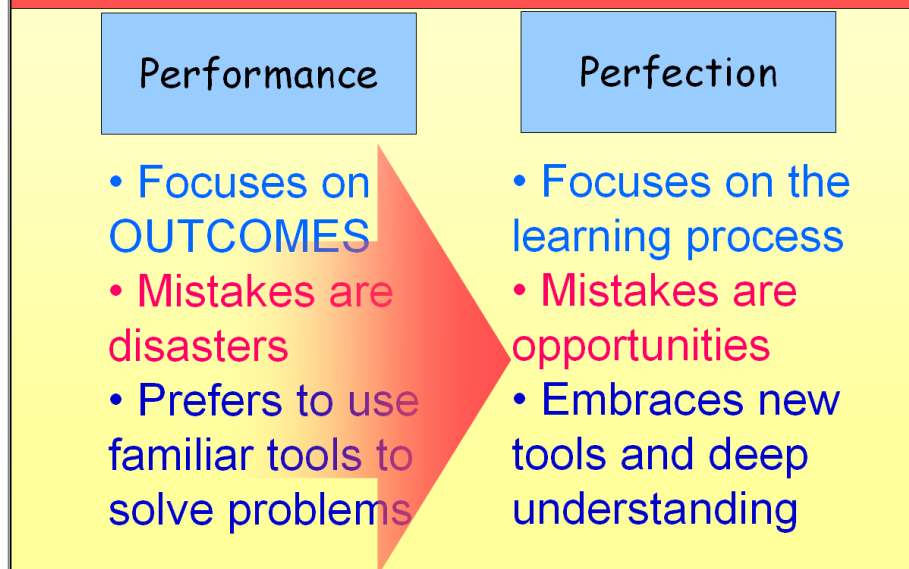 Performance
• Focuses on
OUTCOMES
• Mistakes are
disasters
• Prefers to use
familiar tools to
solve problems
Perfection
• Focuses on the
learning process
• Mistakes are
opportunities
• Embraces new
tools and deep
understanding